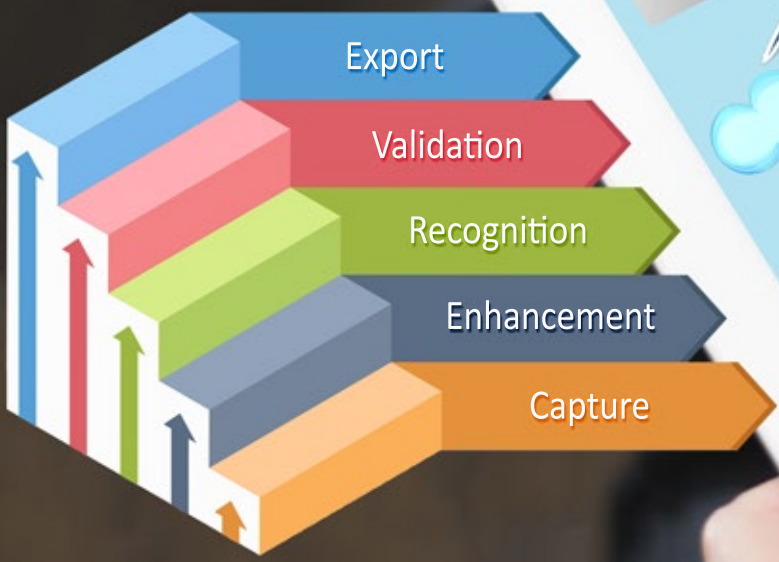 Export
Validation
Recognition
Enhancement
Capture